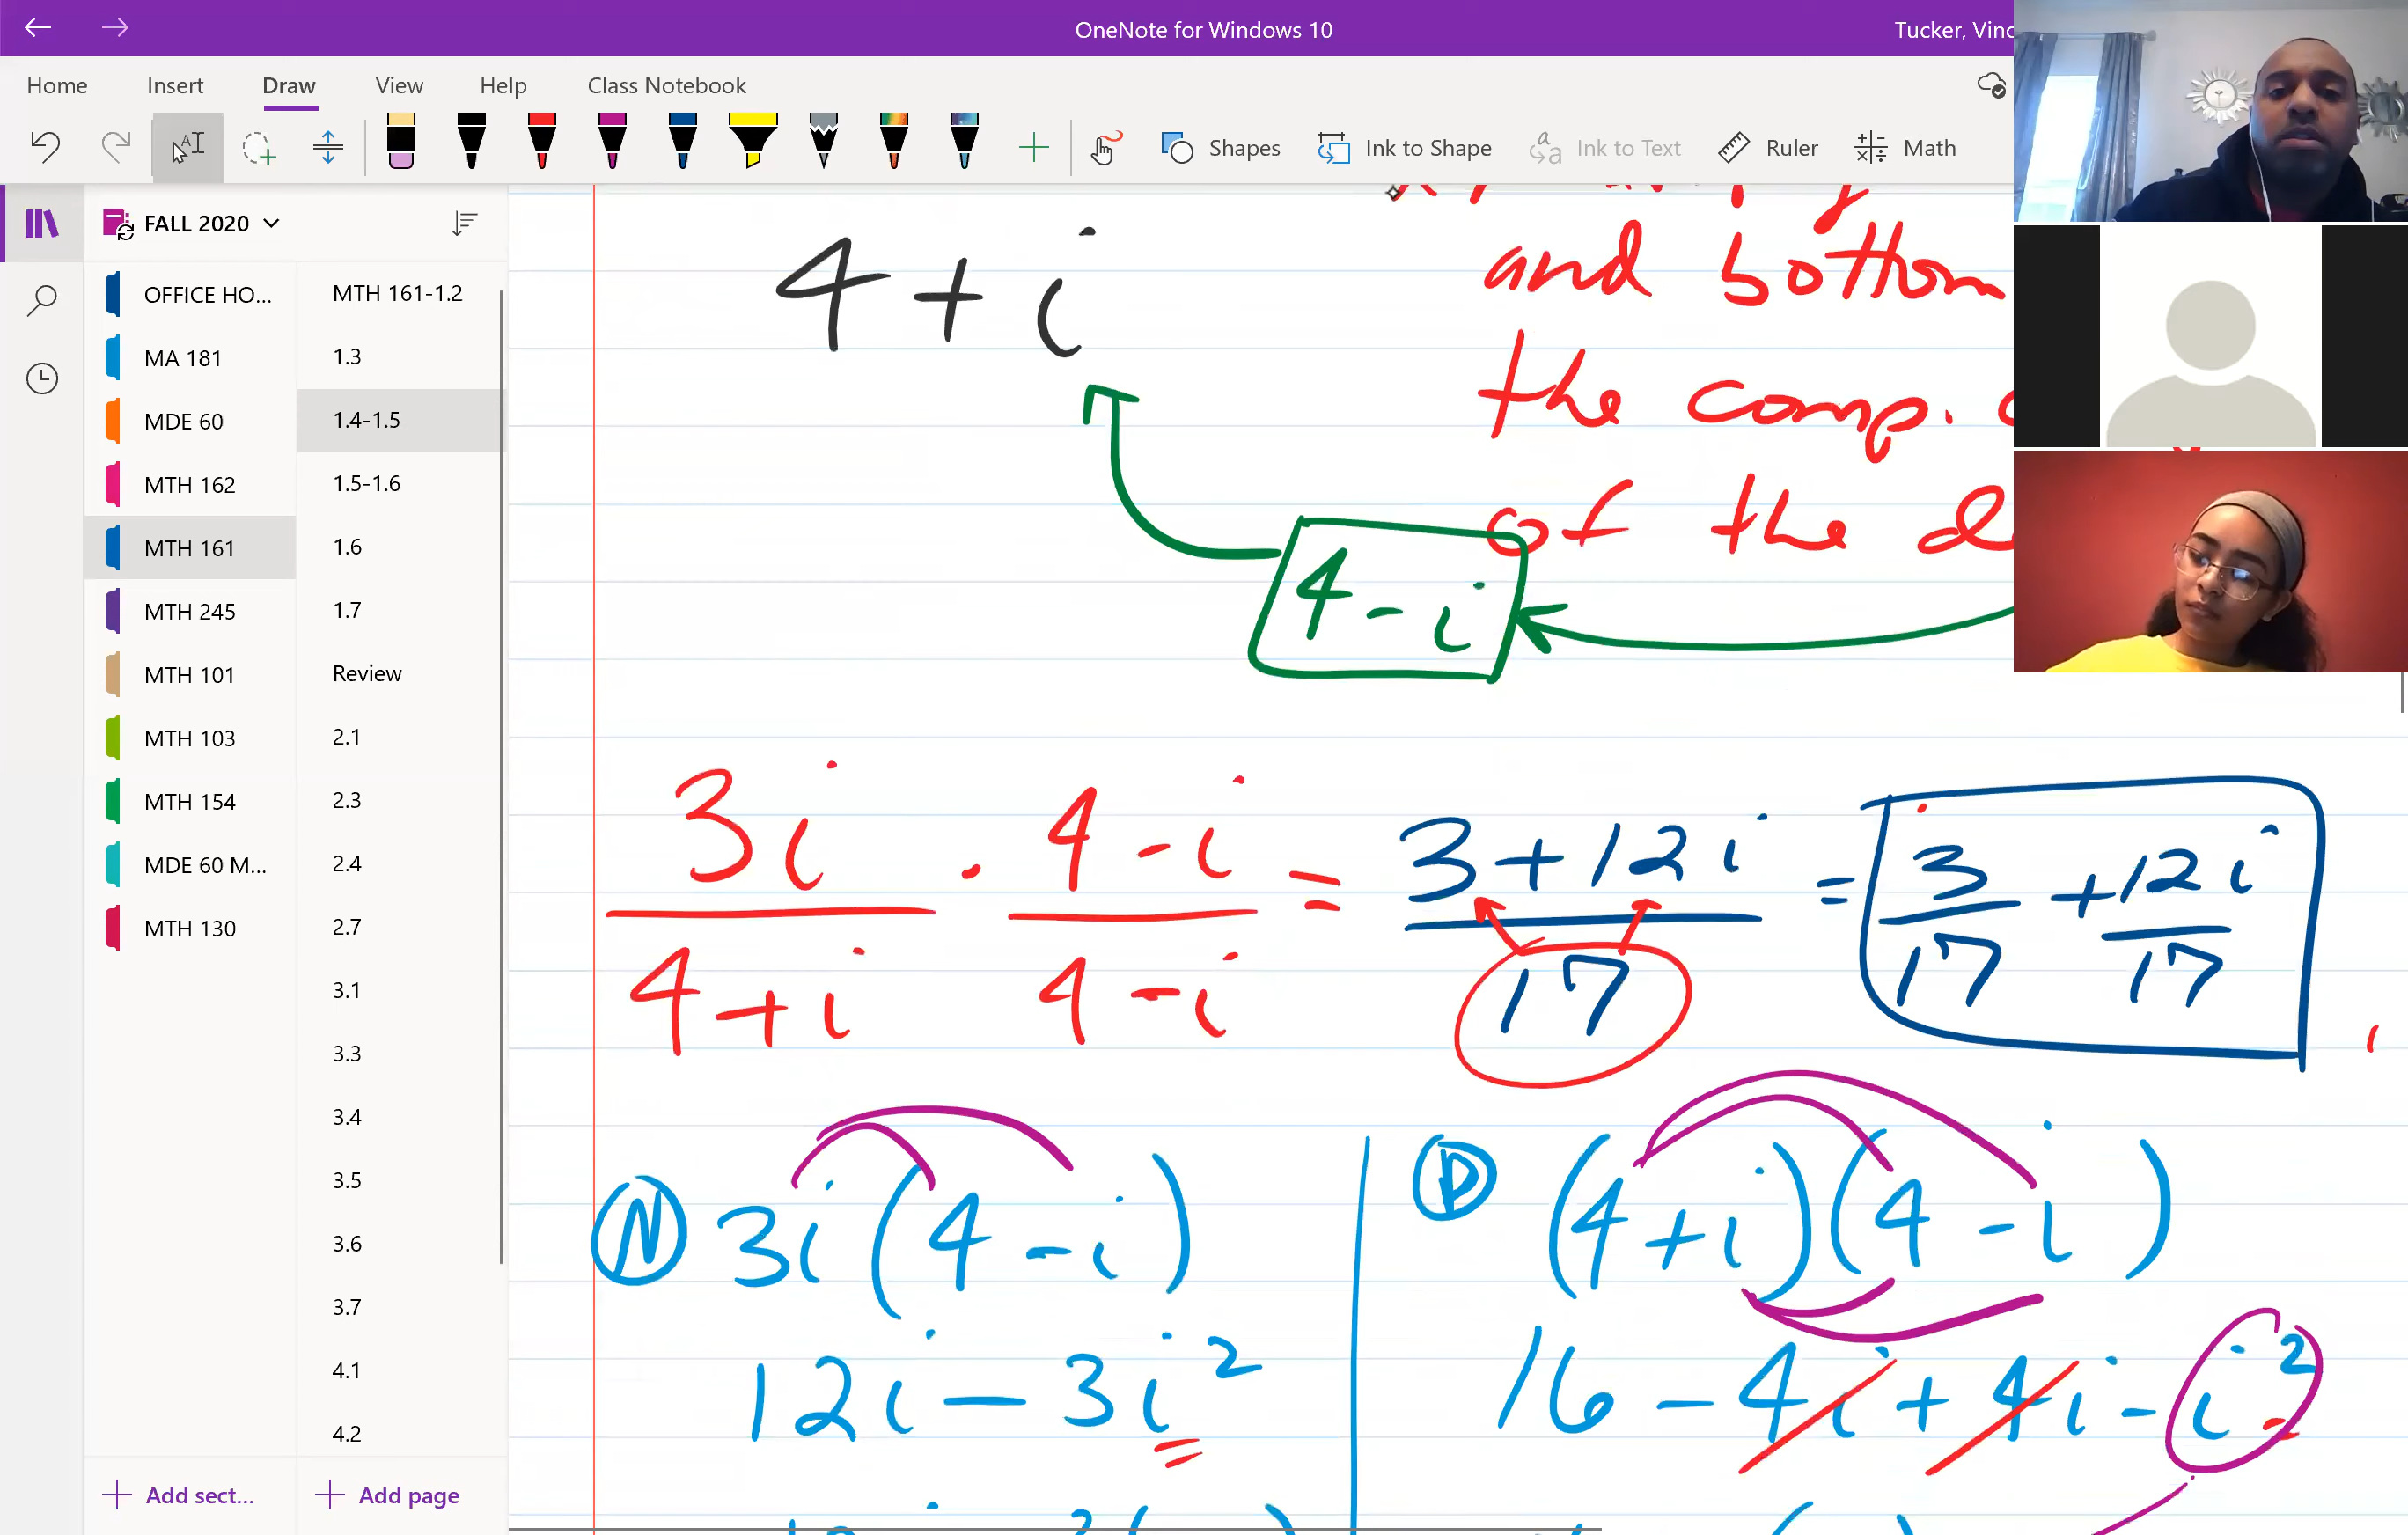 OneNote for Windows 10
Tucker, Vinc
Home Insert Draw View Help Class Notebook
Shapes Ink to Shape Ink to Text Ruler Math
FALL 2020
OFFICE HO...
MA 181
MDE 60
MTH 162
MTH 161
MTH 245
MTH 101
MTH 103
MTH 154
MDE 60 M...
MTH 130
Add sect...
MTH 161-1.2
1.3
1.4-1.5
1.5-1.6
1.6
1.7
Review
2.1
2.3
2.4
2.7
3.1
3.3
3.4
3.5
3.6
3.7
4.1
4.2
Add page
4 + i
and bottom
the comp.
of the
4 - i
3i / 4 + i · 4 - i / 4 - i = 3 + 12i / 17 = 3 / 17 + 12i / 17
N 3i(4 - i)
12i - 3i²
D (4 + i)(4 - i)
16 - 4i + 4i - i²